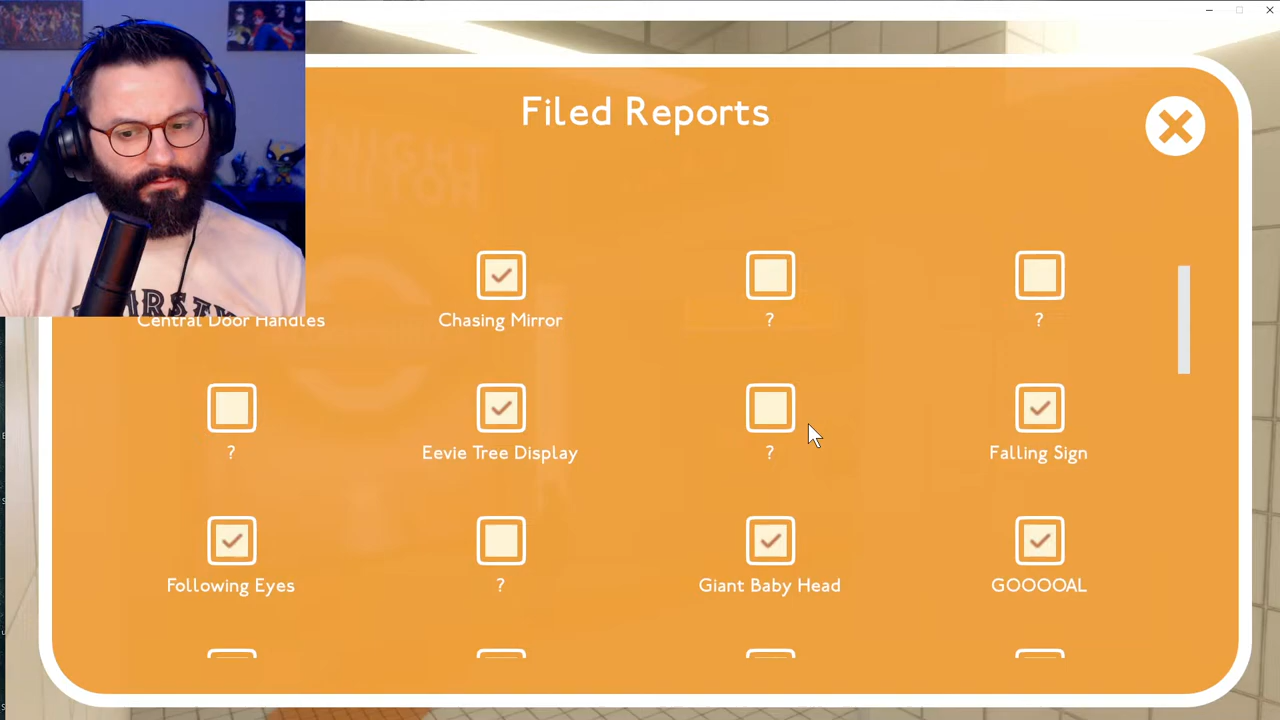 Filed Reports
Central Door Handles
Chasing Mirror
?
?
?
Eevie Tree Display
?
Falling Sign
Following Eyes
?
Giant Baby Head
GOOOOAL